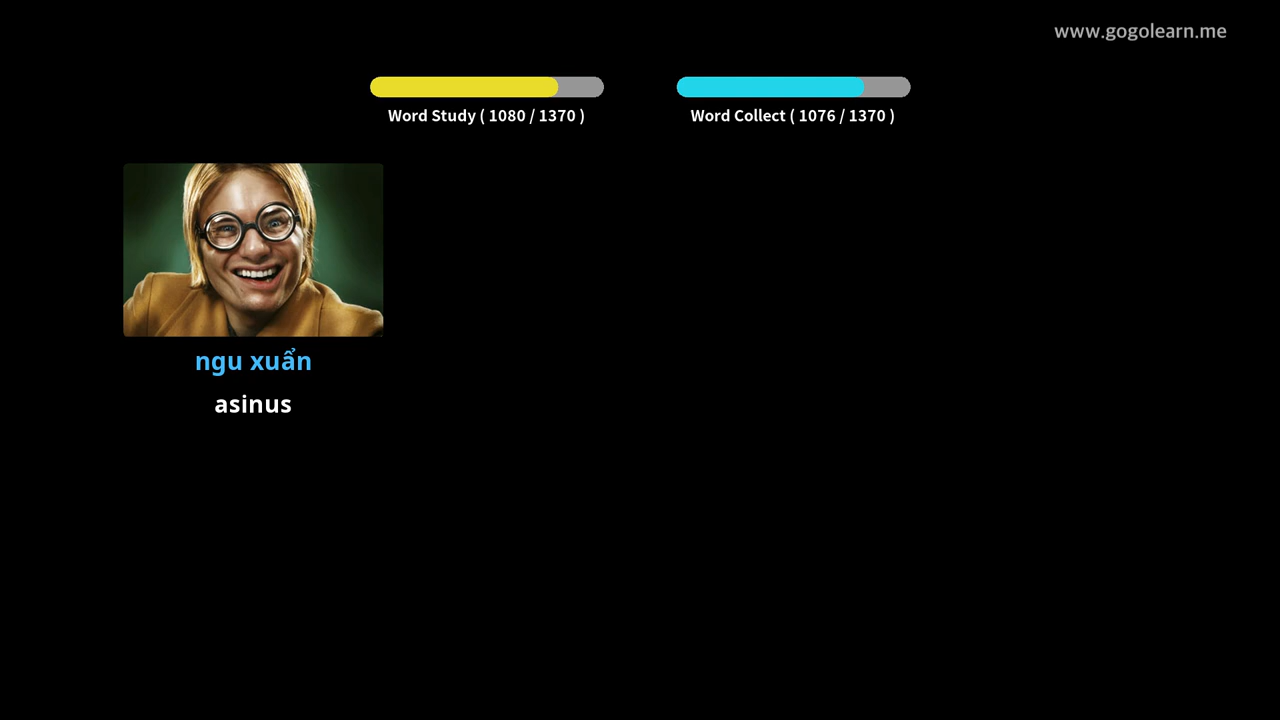 www.gogolearn.me
Word Study ( 1080 / 1370 )
Word Collect ( 1076 / 1370 )
ngu xuẩn
asinus